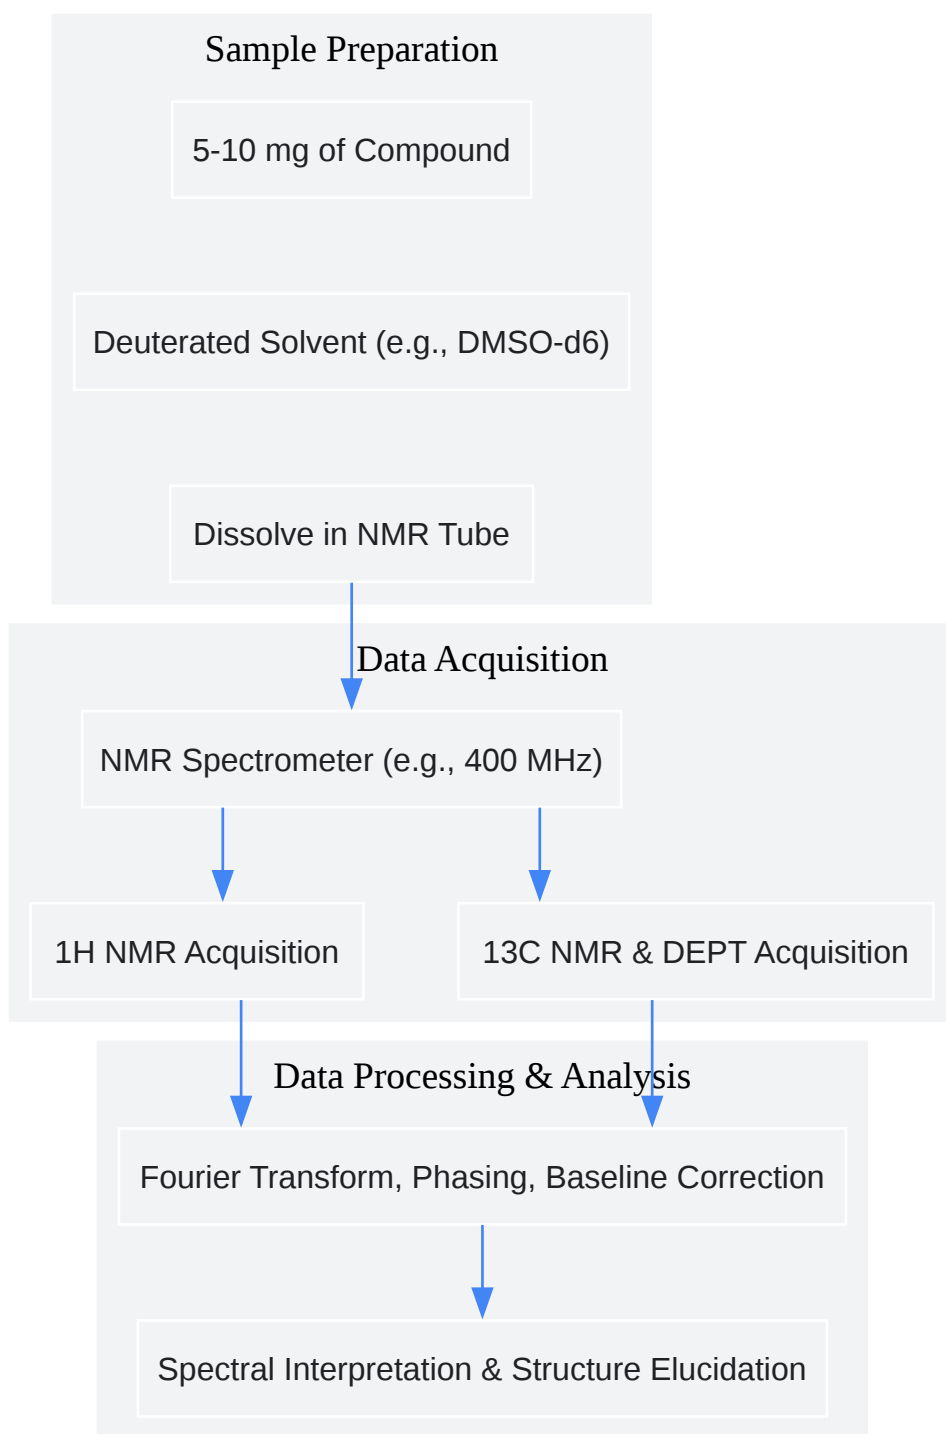 Sample Preparation
5-10 mg of Compound
Deuterated Solvent (e.g., DMSO-d6)
Dissolve in NMR Tube
Data Acquisition
NMR Spectrometer (e.g., 400 MHz)
1H NMR Acquisition
13C NMR & DEPT Acquisition
Data Processing & Analysis
Fourier Transform, Phasing, Baseline Correction
Spectral Interpretation & Structure Elucidation